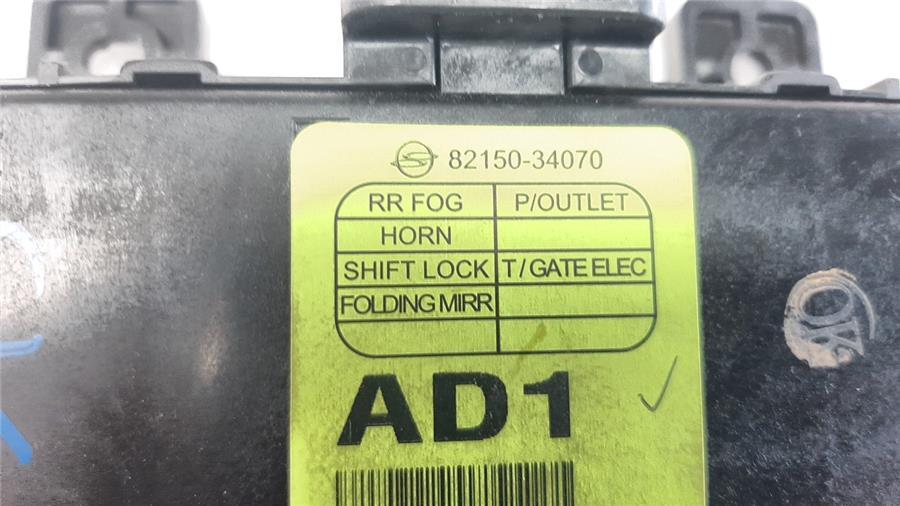 82150-34070
RR FOG P/OUTLET
HORN
SHIFT LOCK T/GATE ELEC
FOLDING MIRR
AD1
OK